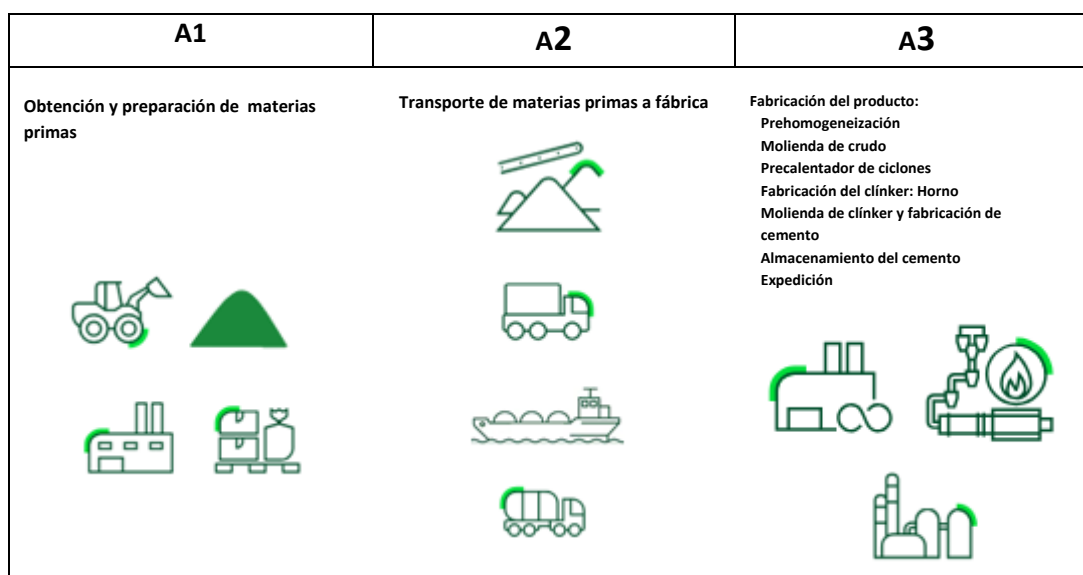 A1
A2
A3
Obtención y preparación de materias
primas
Transporte de materias primas a fábrica
Fabricación del producto:
Prehomogeneización
Molienda de crudo
Precalentador de ciclones
Fabricación del clínker: Horno
Molienda de clínker y fabricación de
cemento
Almacenamiento del cemento
Expedición